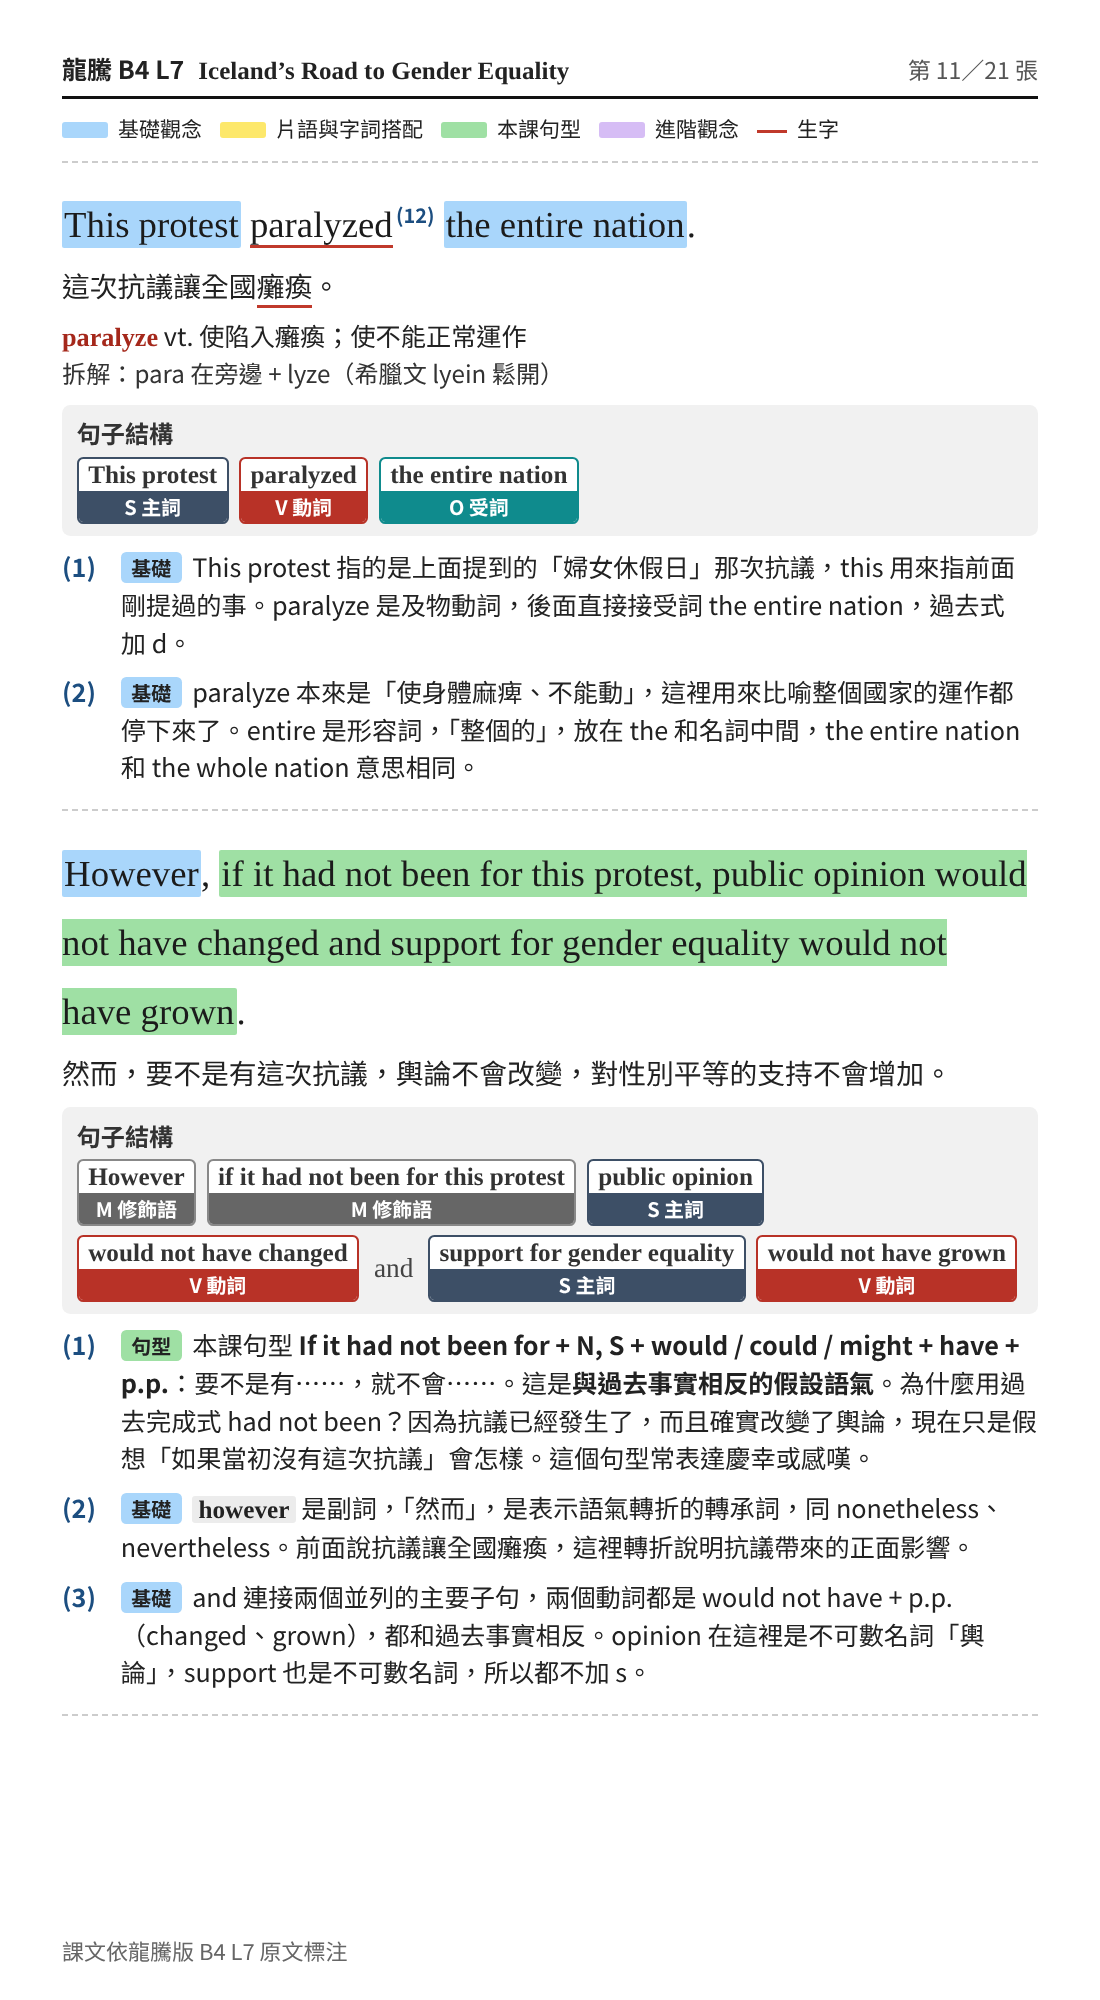 龍騰 B4 L7 Iceland’s Road to Gender Equality 第 11／21 張
基礎觀念 片語與字詞搭配 本課句型 進階觀念 生字
This protest paralyzed(12) the entire nation.
這次抗議讓全國癱瘓。
paralyze vt. 使陷入癱瘓；使不能正常運作
拆解：para 在旁邊 + lyze（希臘文 lyein 鬆開）
句子結構
This protest paralyzed the entire nation
S 主詞 V 動詞 O 受詞
(1) 基礎 This protest 指的是上面提到的「婦女休假日」那次抗議，this 用來指前面
剛提過的事。paralyze 是及物動詞，後面直接接受詞 the entire nation，過去式
加 d。
(2) 基礎 paralyze 本來是「使身體麻痺、不能動」，這裡用來比喻整個國家的運作都
停下來了。entire 是形容詞，「整個的」，放在 the 和名詞中間，the entire nation
和 the whole nation 意思相同。
However, if it had not been for this protest, public opinion would
not have changed and support for gender equality would not
have grown.
然而，要不是有這次抗議，輿論不會改變，對性別平等的支持不會增加。
句子結構
However if it had not been for this protest public opinion
M 修飾語 M 修飾語 S 主詞
would not have changed and support for gender equality would not have grown
V 動詞 S 主詞 V 動詞
(1) 句型 本課句型 If it had not been for + N, S + would / could / might + have +
p.p.：要不是有……，就不會……。這是與過去事實相反的假設語氣。為什麼用過
去完成式 had not been？因為抗議已經發生了，而且確實改變了輿論，現在只是假
想「如果當初沒有這次抗議」會怎樣。這個句型常表達慶幸或感嘆。
(2) 基礎 however 是副詞，「然而」，是表示語氣轉折的轉承詞，同 nonetheless、
nevertheless。前面說抗議讓全國癱瘓，這裡轉折說明抗議帶來的正面影響。
(3) 基礎 and 連接兩個並列的主要子句，兩個動詞都是 would not have + p.p.
（changed、grown），都和過去事實相反。opinion 在這裡是不可數名詞「輿
論」，support 也是不可數名詞，所以都不加 s。
課文依龍騰版 B4 L7 原文標注